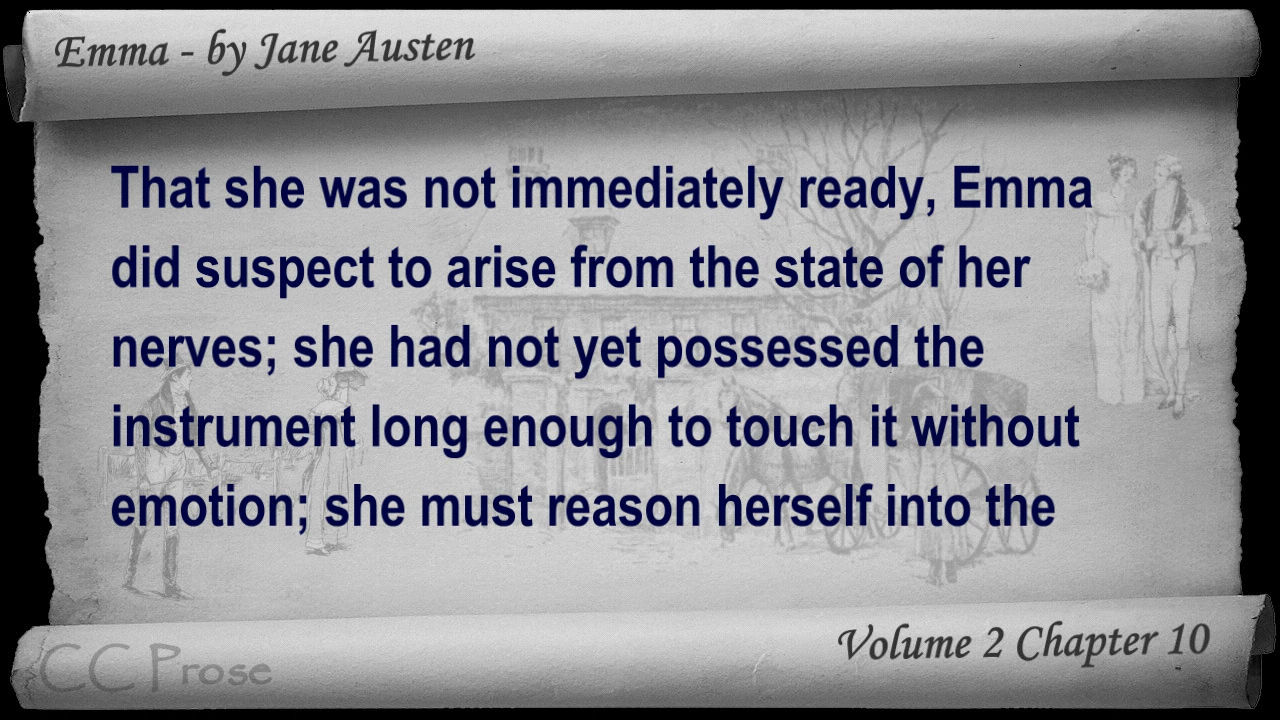 Emma - by Jane Austen
That she was not immediately ready, Emma
did suspect to arise from the state of her
nerves; she had not yet possessed the
instrument long enough to touch it without
emotion; she must reason herself into the
Volume 2 Chapter 10
CC Prose